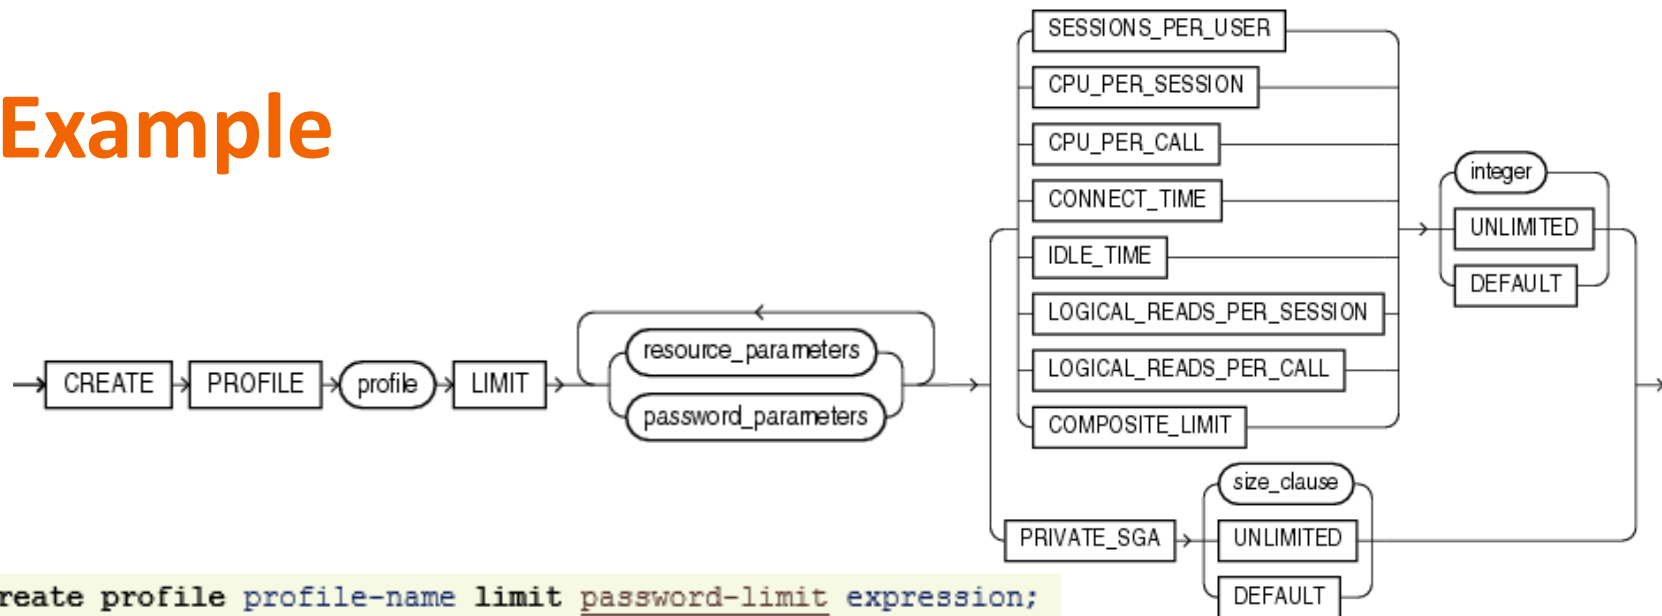 Example
CREATE PROFILE profile LIMIT
resource_parameters
password_parameters
SESSIONS_PER_USER
CPU_PER_SESSION
CPU_PER_CALL
CONNECT_TIME
IDLE_TIME
LOGICAL_READS_PER_SESSION
LOGICAL_READS_PER_CALL
COMPOSITE_LIMIT
integer
UNLIMITED
DEFAULT
PRIVATE_SGA
size_clause
UNLIMITED
DEFAULT
reate profile profile-name limit password-limit expression;